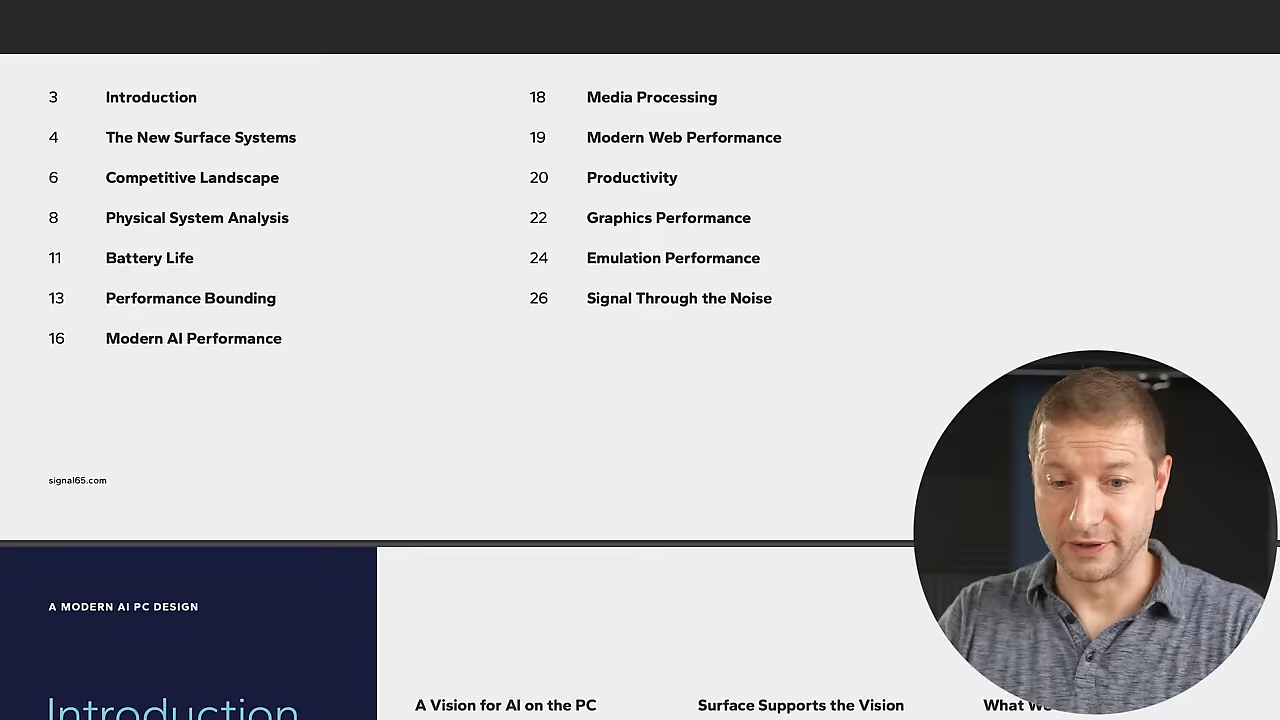 3 Introduction
4 The New Surface Systems
6 Competitive Landscape
8 Physical System Analysis
11 Battery Life
13 Performance Bounding
16 Modern AI Performance
18 Media Processing
19 Modern Web Performance
20 Productivity
22 Graphics Performance
24 Emulation Performance
26 Signal Through the Noise
signal65.com
A MODERN AI PC DESIGN
Introduction
A Vision for AI on the PC
Surface Supports the Vision
What